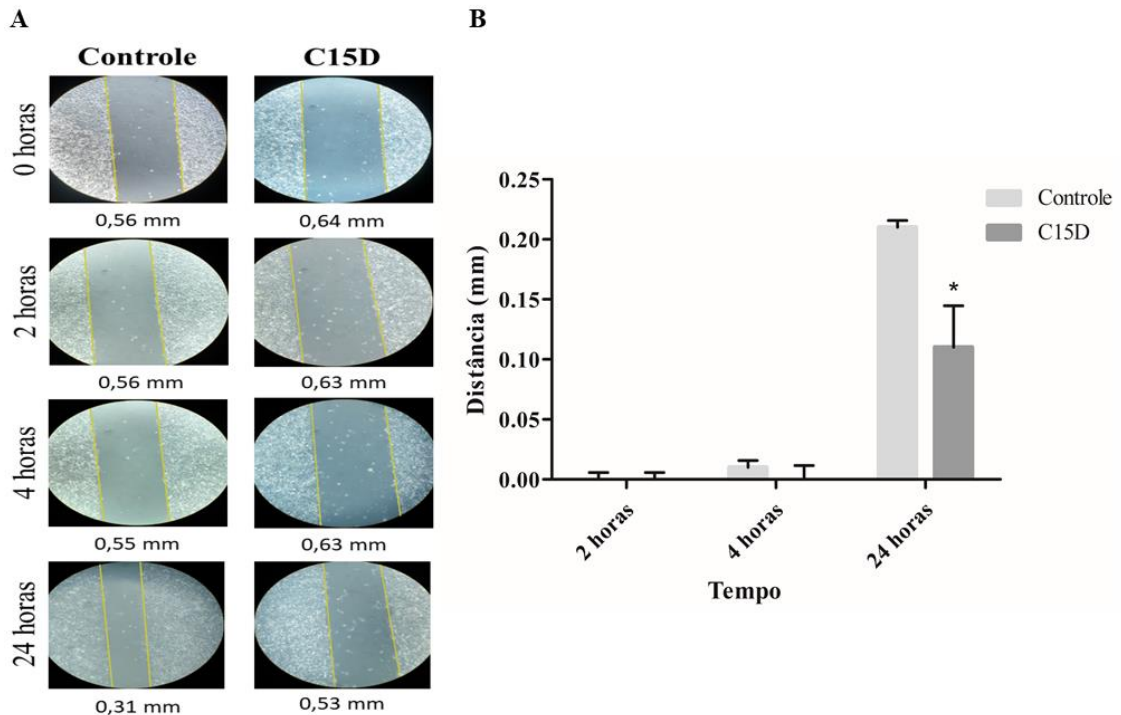 A
Controle C15D
0 horas
0,56 mm 0,64 mm
2 horas
0,56 mm 0,63 mm
4 horas
0,55 mm 0,63 mm
24 horas
0,31 mm 0,53 mm
B
Distância (mm)
0.25
0.20
0.15
0.10
0.05
0.00
Controle
C15D
*
2 horas 4 horas 24 horas
Tempo